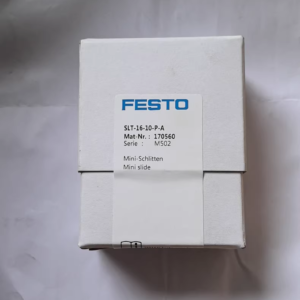 FESTO
SLT-16-10-P-A
Mat-Nr. : 170560
Serie : M502
Mini-Schlitten
Mini slide